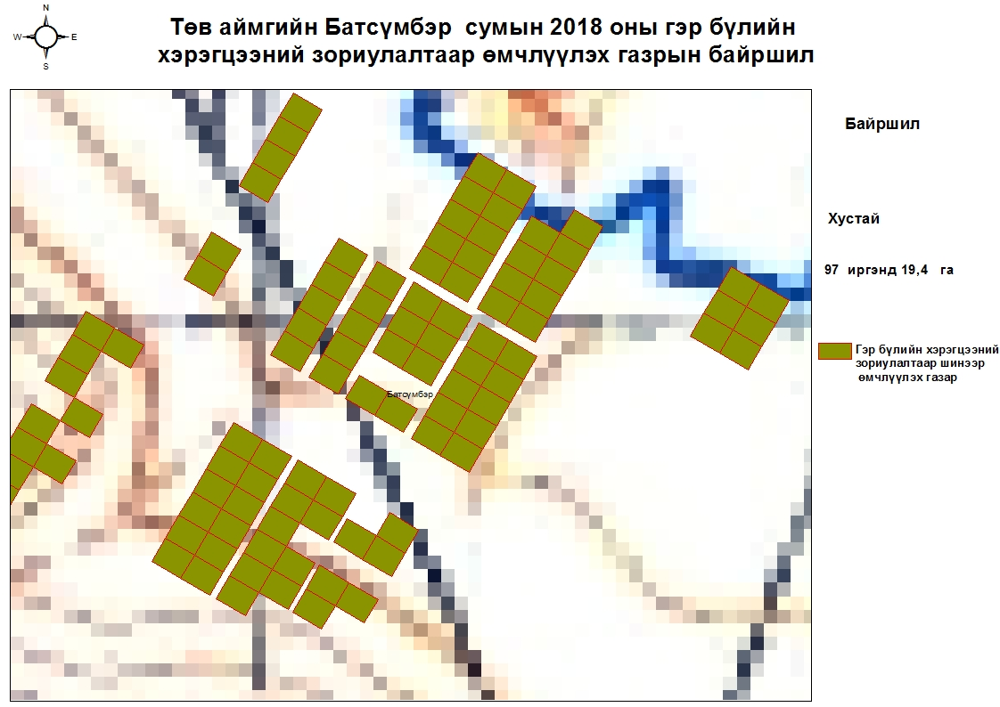 Төв аймгийн Батсүмбэр сумын 2018 оны гэр бүлийн
хэрэгцээний зориулалтаар өмчлүүлэх газрын байршил
N
W E
S
Байршил
Хустай
97 иргэнд 19,4 га
Гэр бүлийн хэрэгцээний
зориулалтаар шинээр
өмчлүүлэх газар
Батсүмбэр